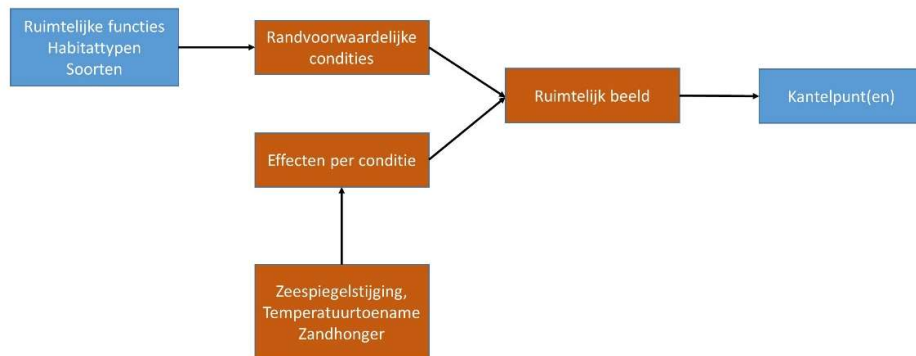 Ruimtelijke functies
Habitattypen
Soorten
Randvoorwaardelijke
condities
Ruimtelijk beeld
Kantelpunt(en)
Effecten per conditie
Zeespiegelstijging,
Temperatuurtoename
Zandhonger